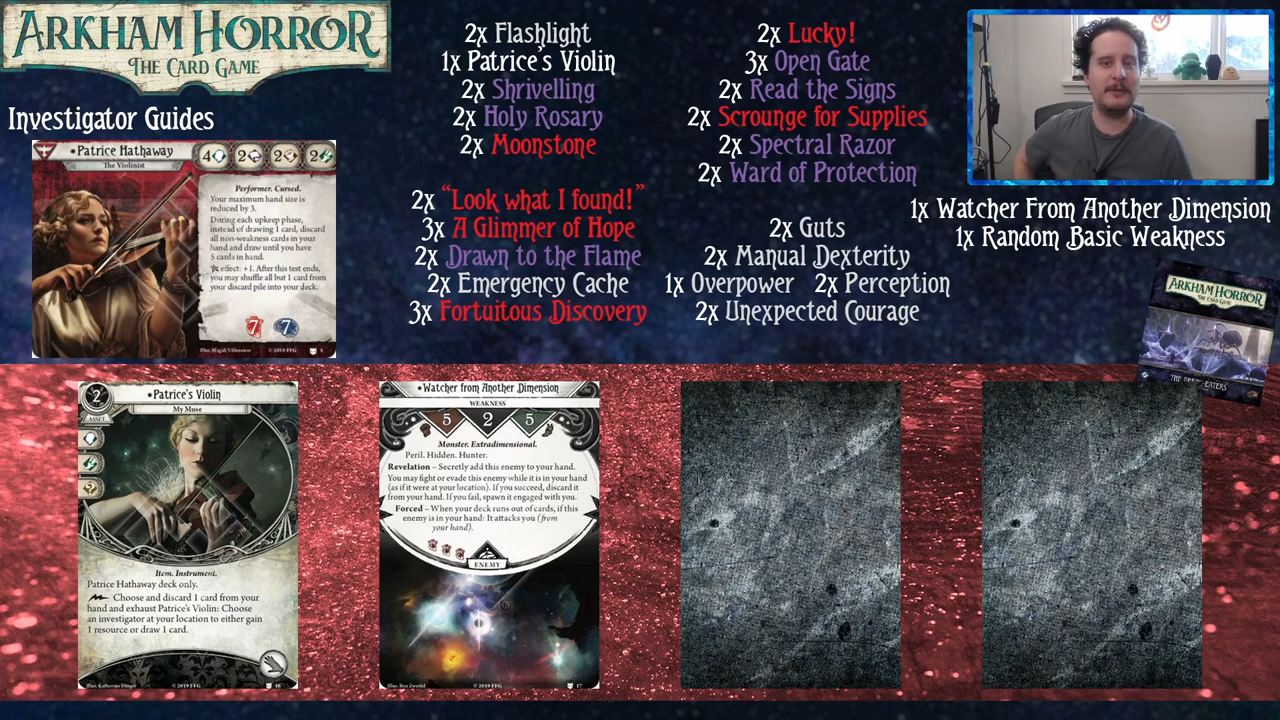 ARKHAM HORROR
THE CARD GAME
Investigator Guides
Patrice Hathaway
The Violinist
4 2 2 2
Performer. Cursed.
Your maximum hand size is
reduced by 3.
During each upkeep phase,
instead of drawing 1 card, discard
all non-weakness cards in your
hand and draw until you have
5 cards in hand.
effect: +1. After this test ends,
you may shuffle all but 1 card from
your discard pile into your deck.
7 7
© 2019 FFG
2x Flashlight
1x Patrice's Violin
2x Shrivelling
2x Holy Rosary
2x Moonstone
2x "Look what I found!"
3x A Glimmer of Hope
2x Drawn to the Flame
2x Emergency Cache
3x Fortuitous Discovery
2x Lucky!
3x Open Gate
2x Read the Signs
2x Scrounge for Supplies
2x Spectral Razor
2x Ward of Protection
2x Guts
2x Manual Dexterity
1x Overpower 2x Perception
2x Unexpected Courage
1x Watcher From Another Dimension
1x Random Basic Weakness
ARKHAM HORROR
THE CARD GAME
2
ASSET
Patrice's Violin
My Muse
Item. Instrument.
Patrice Hathaway deck only.
Choose and discard 1 card from your
hand and exhaust Patrice's Violin: Choose
an investigator at your location to either gain
1 resource or draw 1 card.
© 2019 FFG
Watcher from Another Dimension
WEAKNESS
5 2 5
Monster. Extradimensional.
Peril. Hidden. Hunter.
Revelation – Secretly add this enemy to your hand.
You may fight or evade this enemy while it is in your hand
(as if it were at your location). If you succeed, discard it
from your hand. If you fail, spawn it engaged with you.
Forced – When your deck runs out of cards, if this
enemy is in your hand: It attacks you (from
your hand).
ENEMY
© 2019 FFG